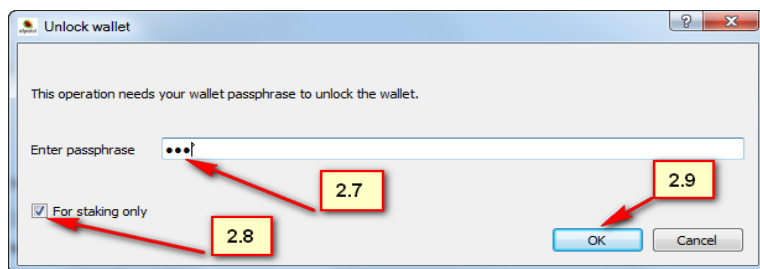 Unlock wallet
This operation needs your wallet passphrase to unlock the wallet.
Enter passphrase
2.7
2.9
For staking only
2.8
OK
Cancel